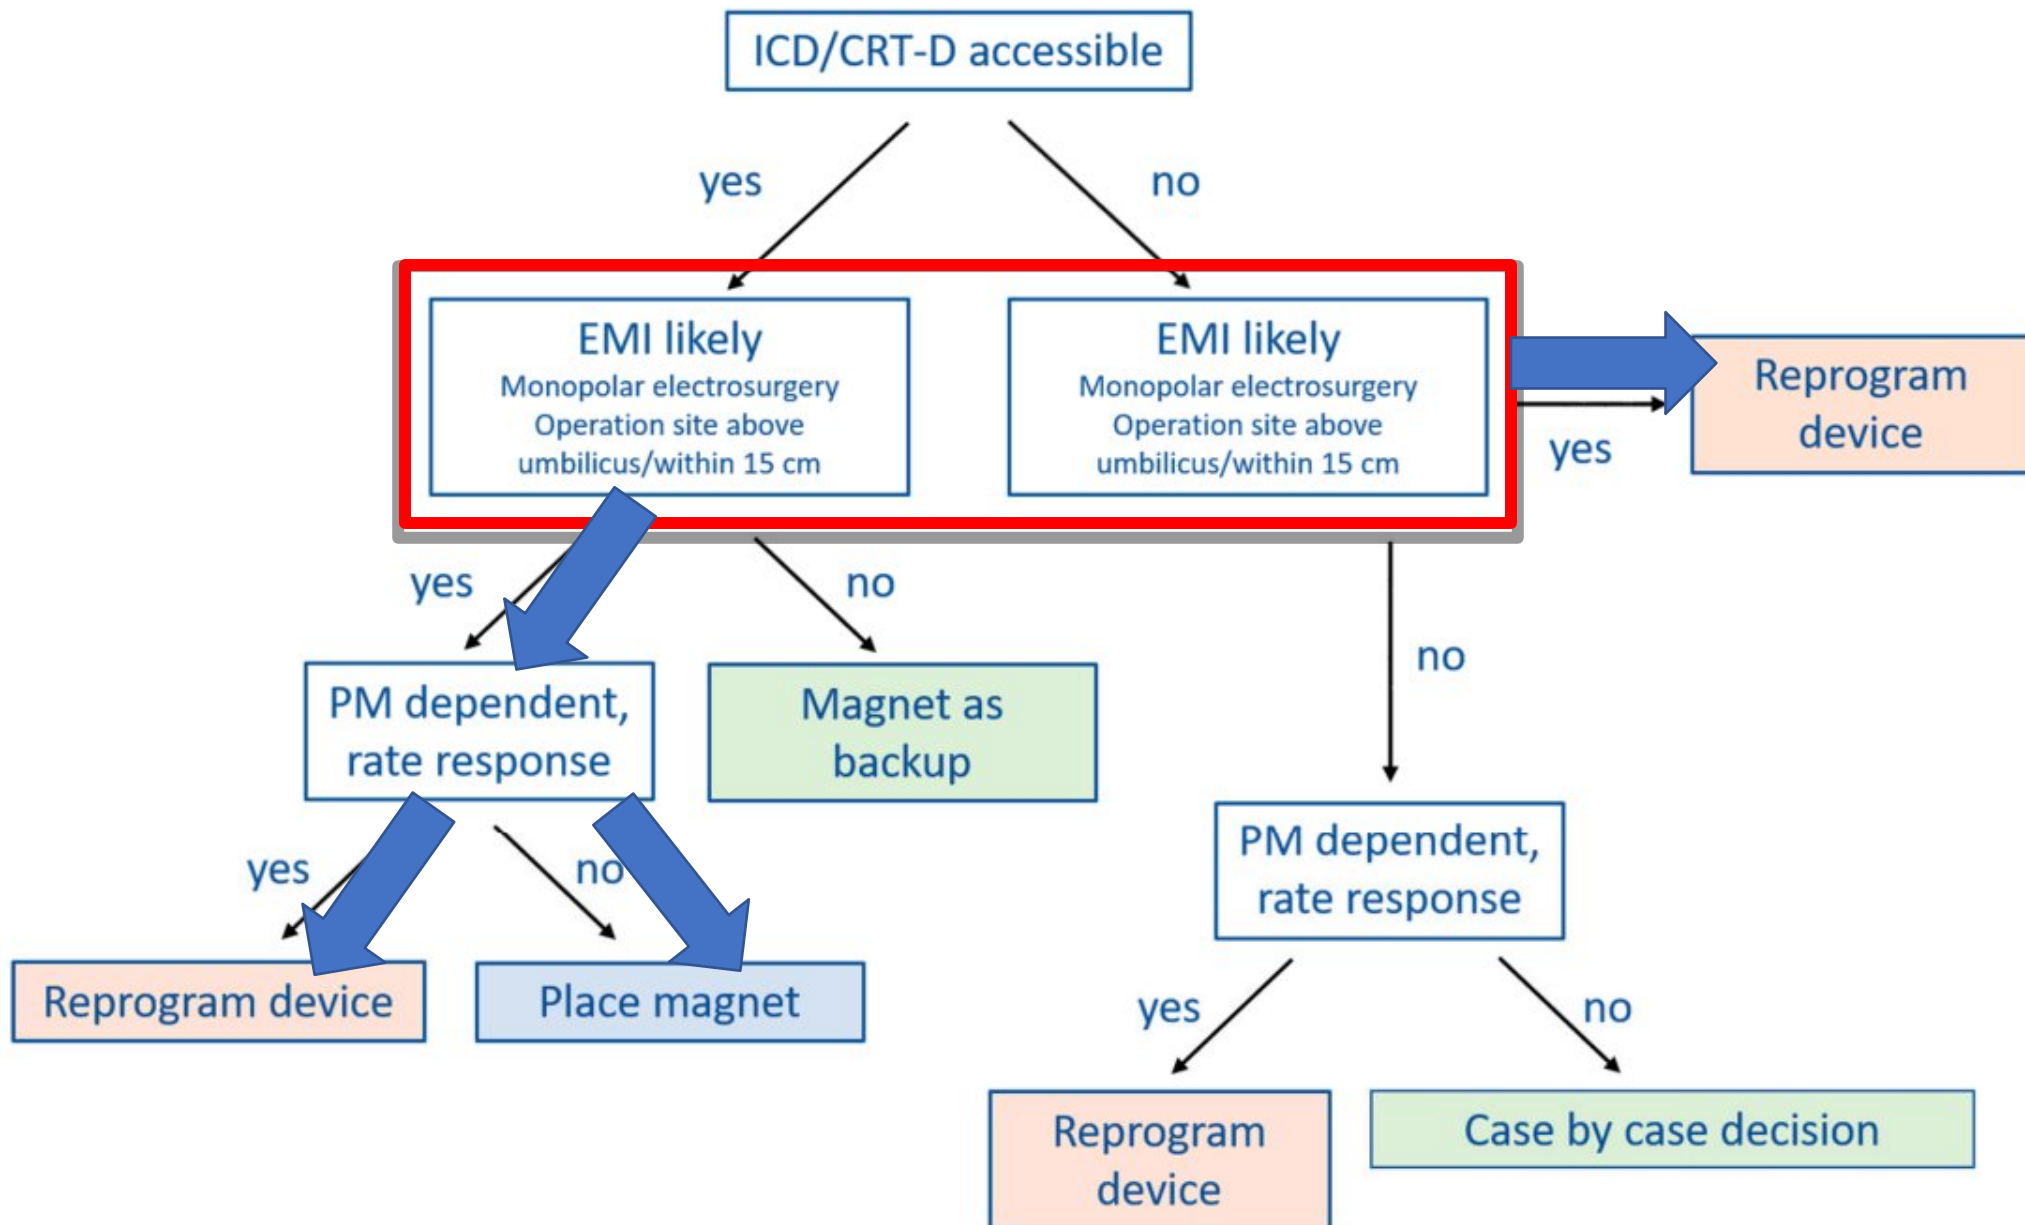 ICD/CRT-D accessible
yes
no
EMI likely
Monopolar electrosurgery
Operation site above
umbilicus/within 15 cm
EMI likely
Monopolar electrosurgery
Operation site above
umbilicus/within 15 cm
yes
Reprogram
device
yes
no
no
PM dependent,
rate response
Magnet as
backup
PM dependent,
rate response
yes
no
Reprogram device
Place magnet
yes
no
Reprogram
device
Case by case decision